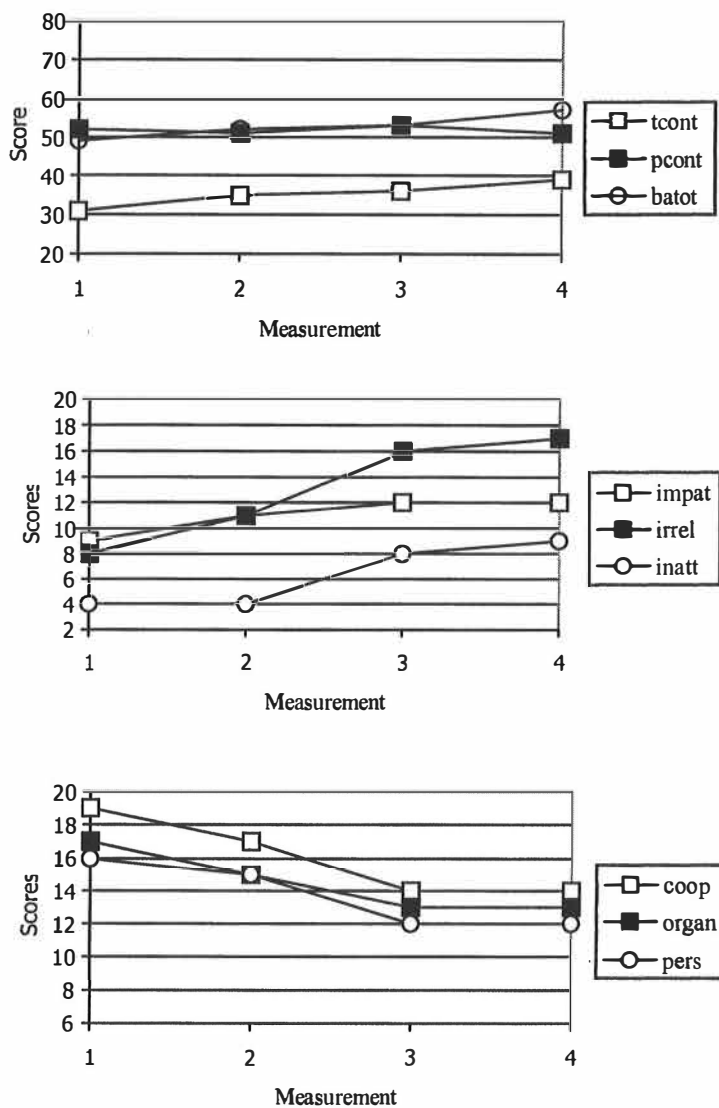 80
70
60
50
40
30
20
Score
1 2 3 4
Measurement
tcont
pcont
batot
20
18
16
14
12
10
8
6
4
2
Scores
1 2 3 4
Measurement
impat
irrel
inatt
20
18
16
14
12
10
8
6
Scores
1 2 3 4
Measurement
coop
organ
pers